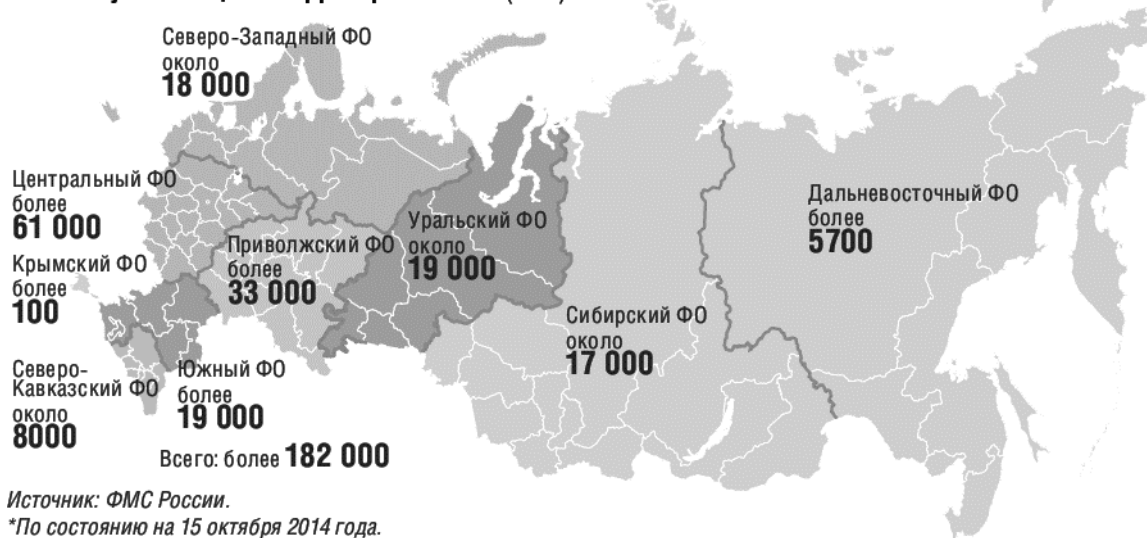 Северо-Западный ФО
около
18 000
Центральный ФО
более
61 000
Крымский ФО
более
100
Северо-
Кавказский ФО
около
8000
Приволжский ФО
более
33 000
Южный ФО
более
19 000
Уральский ФО
около
19 000
Сибирский ФО
около
17 000
Дальневосточный ФО
более
5700
Всего: более 182 000
Источник: ФМС России.
*По состоянию на 15 октября 2014 года.